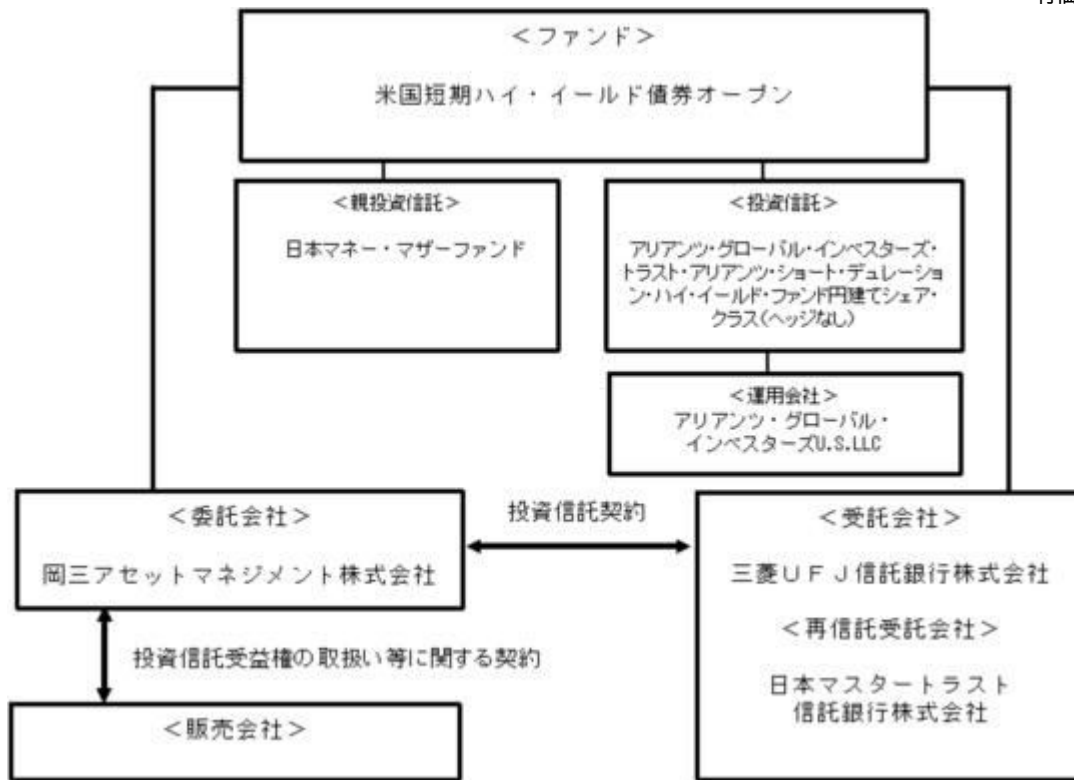 ＜ファンド＞
米国短期ハイ・イールド債券オープン
＜親投資信託＞
日本マネー・マザーファンド
＜投資信託＞
アリアンツ・グローバル・インベスターズ・
トラスト・アリアンツ・ショート・デュレーショ
ン・ハイ・イールド・ファンド円建てシェア・
クラス(ヘッジなし)
＜運用会社＞
アリアンツ・グローバル・
インベスターズU.S.LLC
＜委託会社＞
岡三アセットマネジメント株式会社
投資信託契約
＜受託会社＞
三菱ＵＦＪ信託銀行株式会社
＜再信託受託会社＞
日本マスタートラスト
信託銀行株式会社
投資信託受益権の取扱い等に関する契約
＜販売会社＞